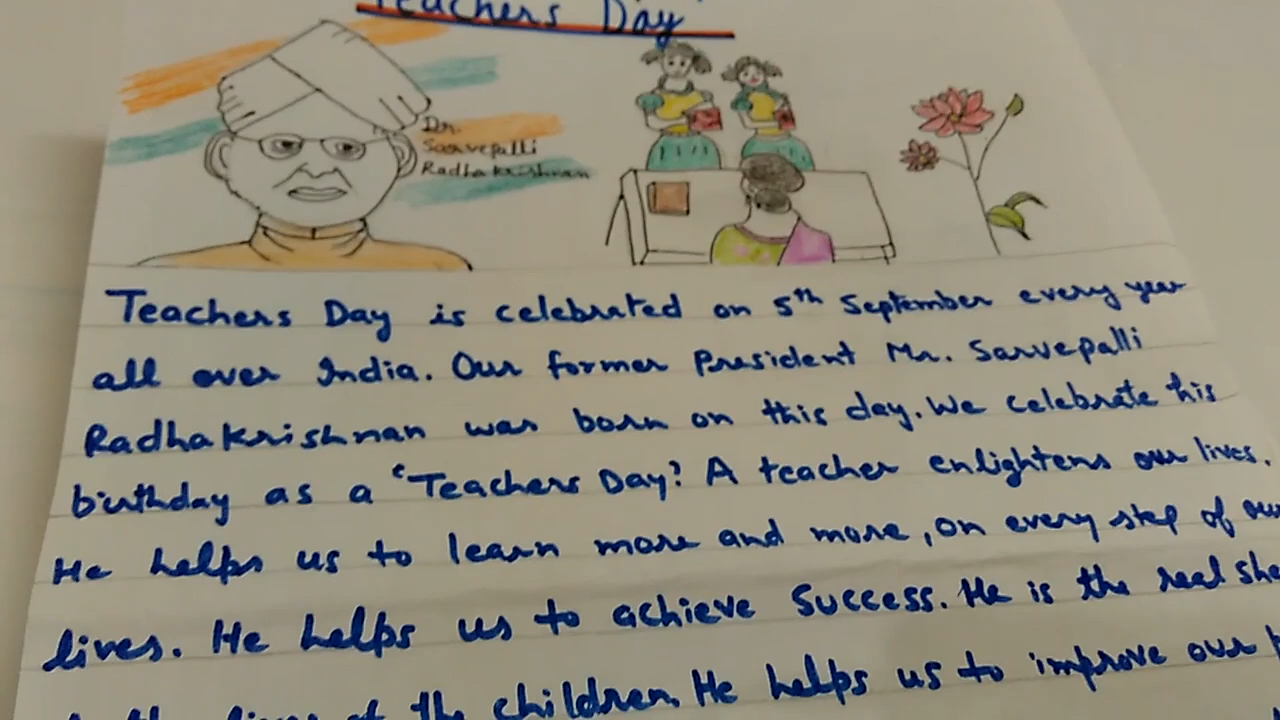 Teachers Day
Dr.
Sarvepalli
Radhakrishnan
Teachers Day is celebrated on 5th September every year
all over India. Our former President Mr. Sarvepalli
Radhakrishnan was born on this day. We celebrate his
birthday as a 'Teachers Day'. A teacher enlightens our lives.
He helps us to learn more and more, on every step of our
lives. He helps us to achieve success. He is the real
the children. He helps us to improve our